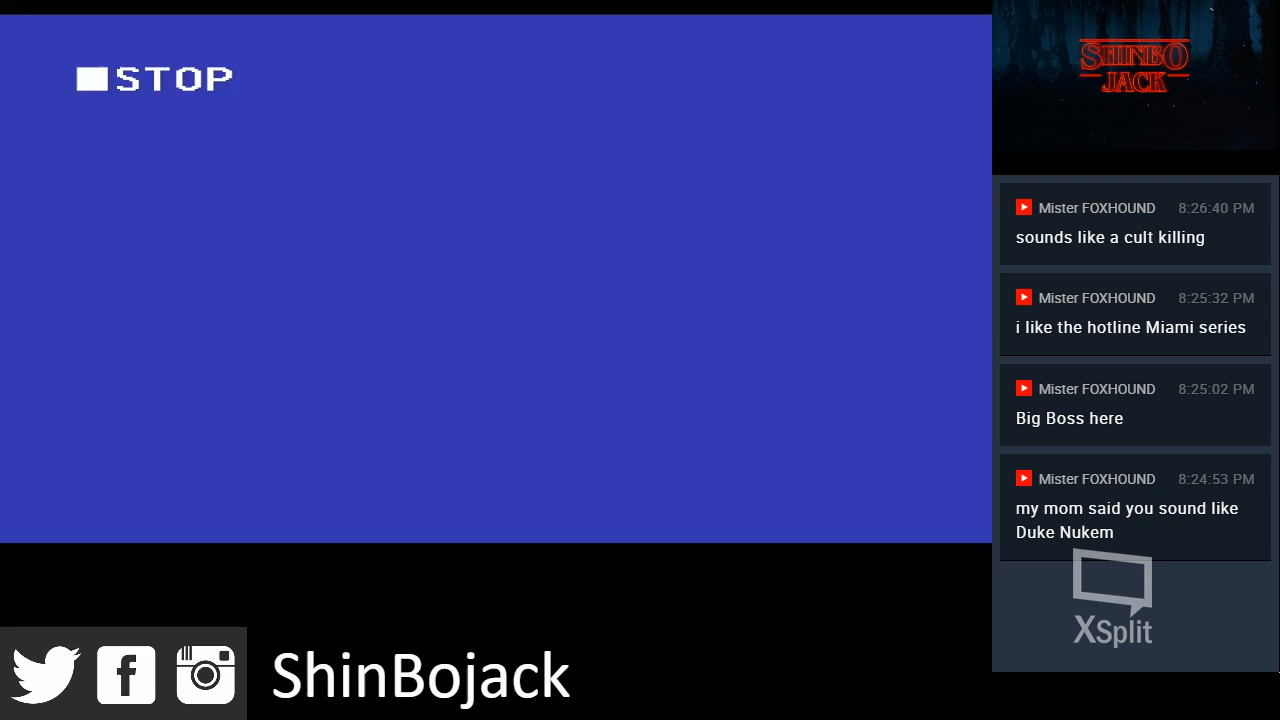 STOP
SHINBO
JACK
Mister FOXHOUND 8:26:40 PM
sounds like a cult killing
Mister FOXHOUND 8:25:32 PM
i like the hotline Miami series
Mister FOXHOUND 8:25:02 PM
Big Boss here
Mister FOXHOUND 8:24:53 PM
my mom said you sound like
Duke Nukem
XSplit
ShinBojack